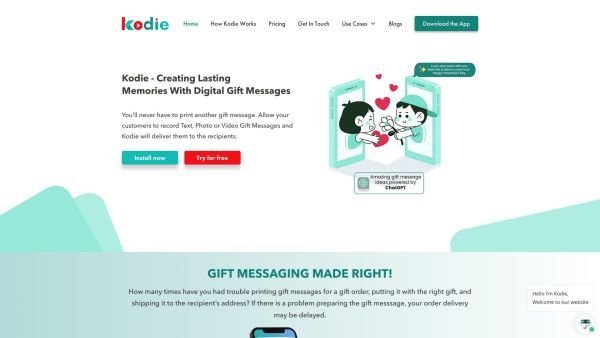 kodie
Home
How Kodie Works
Pricing
Get In Touch
Use Cases
Blogs
Download the App
Kodie - Creating Lasting
Memories With Digital Gift Messages
You'll never have to print another gift message. Allow your
customers to record Text, Photo or Video Gift Messages and
Kodie will deliver them to the recipients.
Install now
Try for free
Amazing gift message
ideas powered by
ChatGPT
GIFT MESSAGING MADE RIGHT!
How many times have you had trouble printing gift messages for a gift order, putting it with the right gift, and
shipping it to the recipient's address? If there is a problem preparing the gift messsage, your order delivery
may be delayed.
Hello I'm Kodie,
Welcome to our website